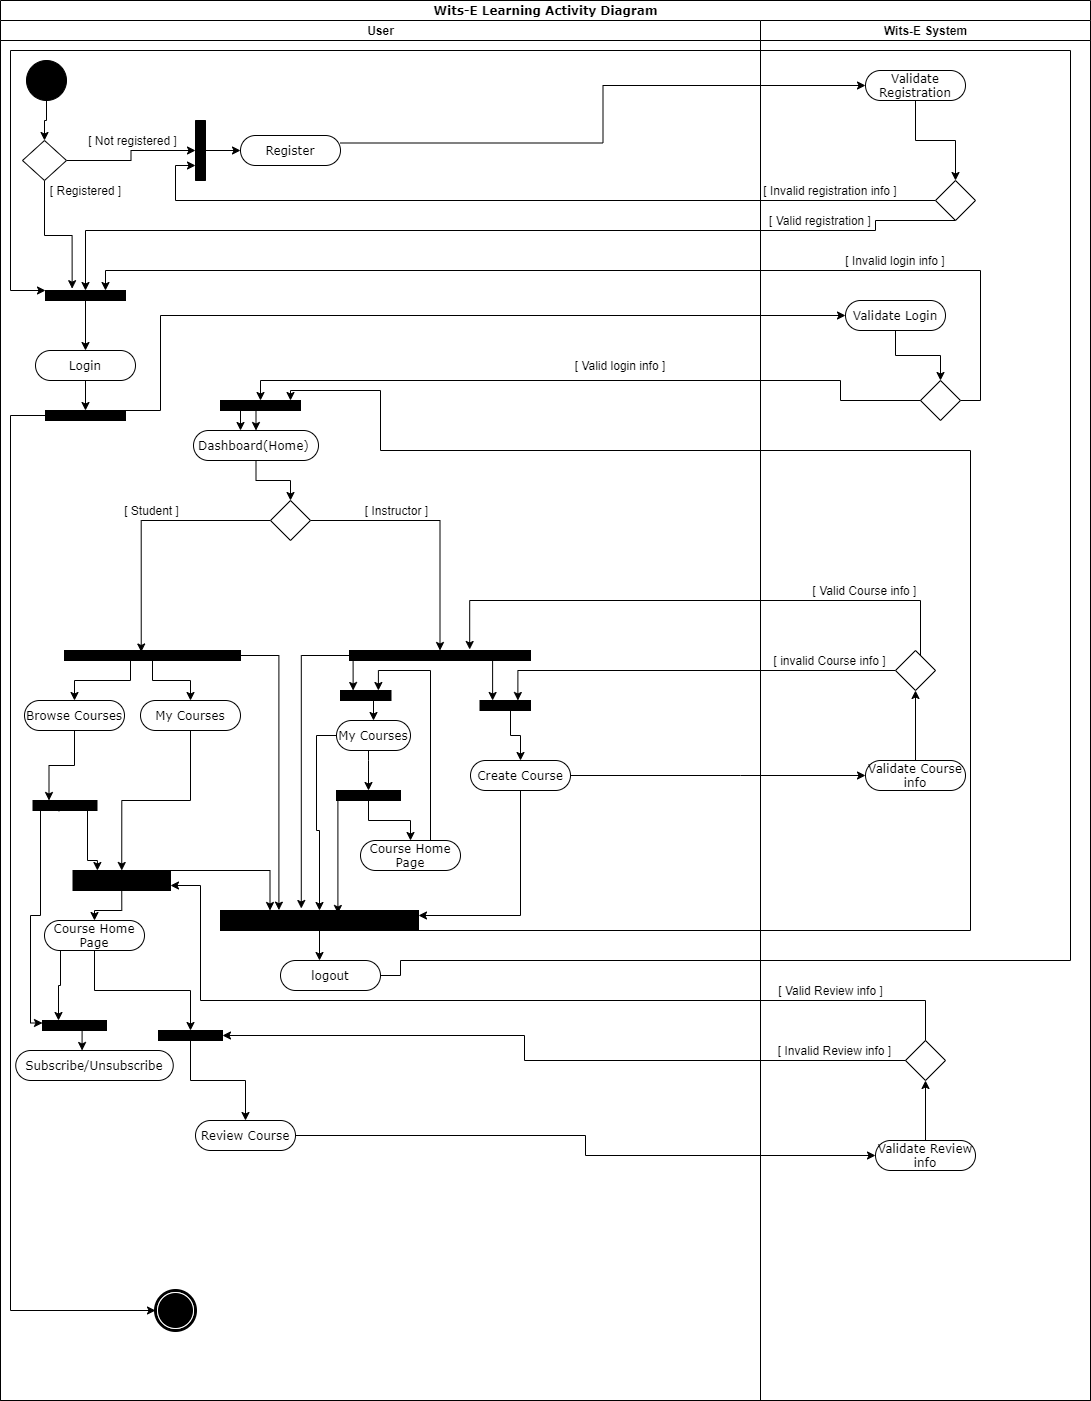 Wits-E Learning Activity Diagram
User
Wits-E System
Validate
Registration
[ Not registered ]
Register
[ Registered ]
[ Invalid registration info ]
[ Valid registration ]
[ Invalid login info ]
Validate Login
Login
[ Valid login info ]
Dashboard(Home)
[ Student ]
[ Instructor ]
[ Valid Course info ]
[ invalid Course info ]
Browse Courses
My Courses
My Courses
Create Course
Validate Course
info
Course Home
Page
Course Home
Page
logout
[ Valid Review info ]
[ Invalid Review info ]
Subscribe/Unsubscribe
Review Course
Validate Review
info